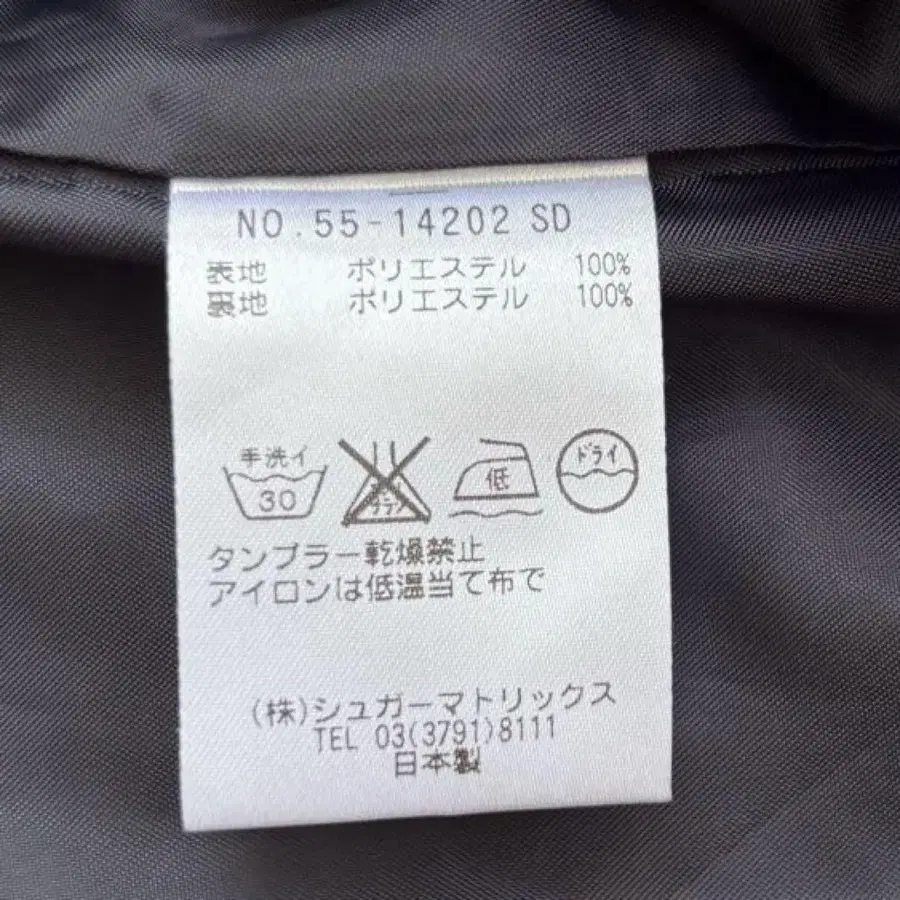 NO.55-14202 SD
表地 ポリエステル 100%
裏地 ポリエステル 100%
手洗イ
30
低
ドライ
タンブラー乾燥禁止
アイロンは低温当て布で
(株)シュガーマトリックス
TEL 03(3791)8111
日本製